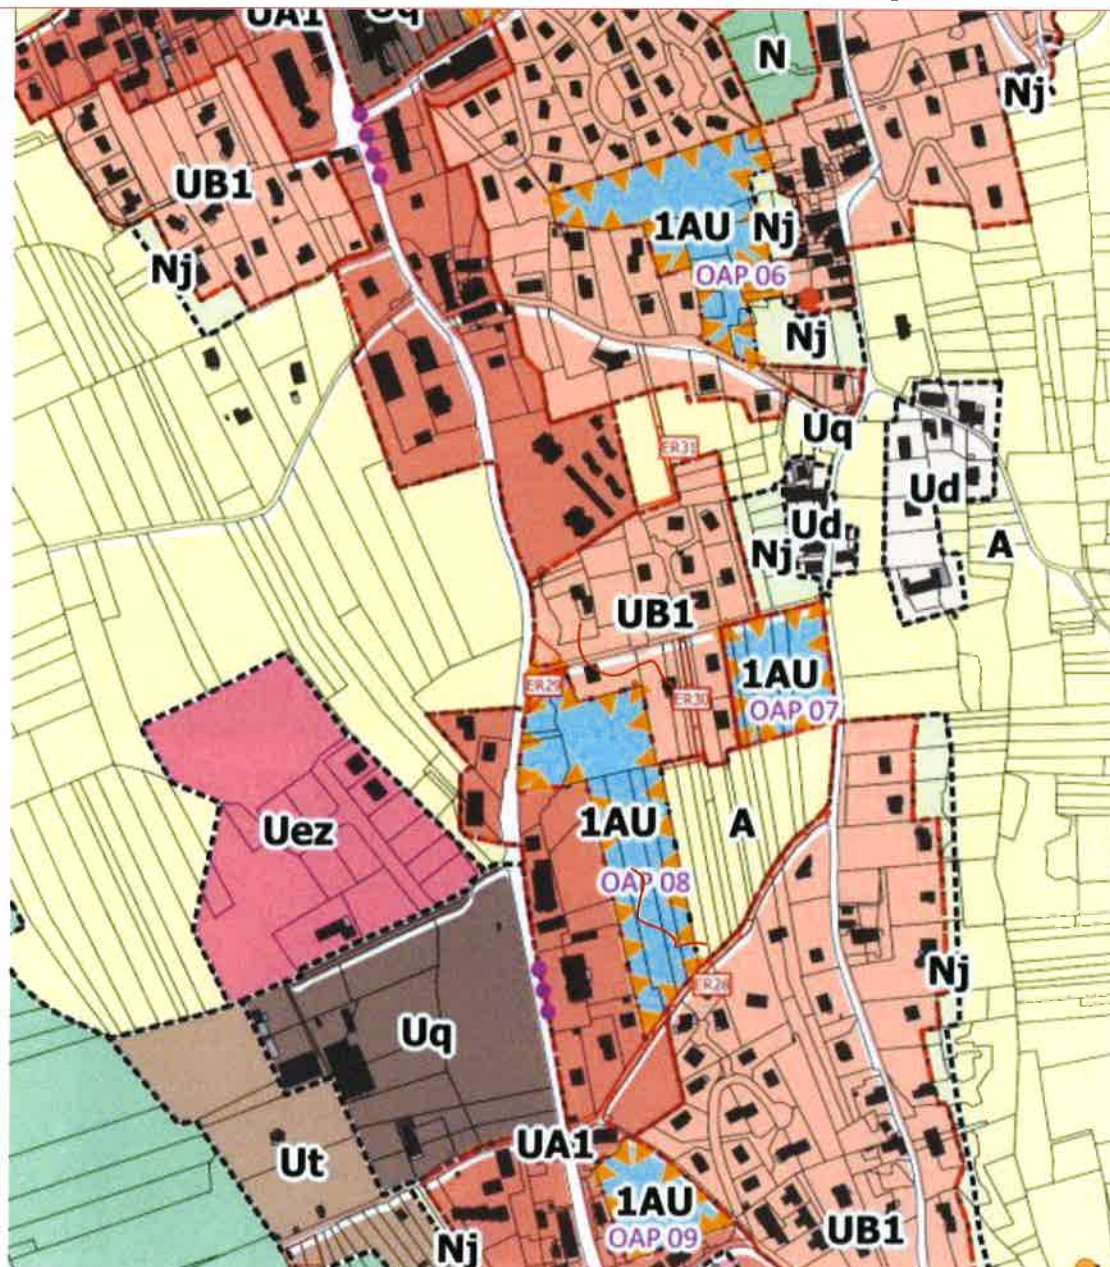 UA1
Uq
N
Nj
UB1
1AU
Nj
OAP 06
Nj
Nj
Uq
ER31
Ud
Ud
Nj
A
UB1
ER29
ER30
1AU
OAP 07
Uez
1AU
A
OAP 08
Nj
ER28
Uq
UA1
Ut
1AU
UB1
OAP 09
Nj